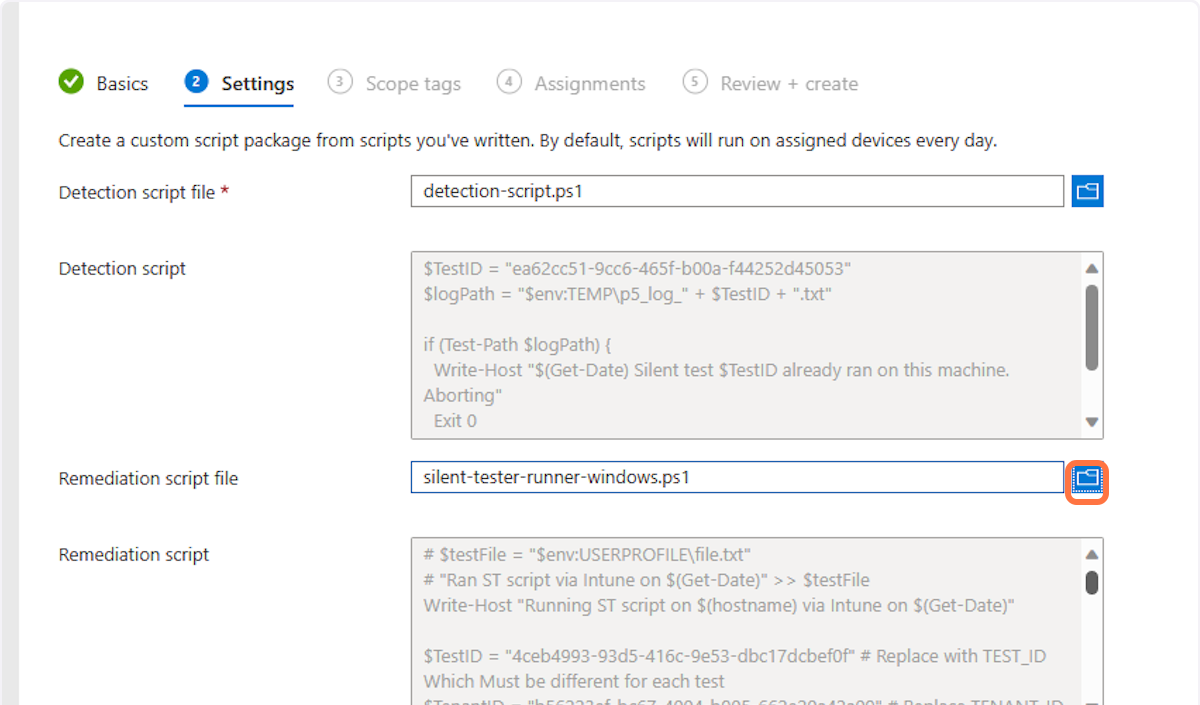 Basics
2 Settings
3 Scope tags
4 Assignments
5 Review + create
Create a custom script package from scripts you've written. By default, scripts will run on assigned devices every day.
Detection script file *
detection-script.ps1
Detection script
$TestID = "ea62cc51-9cc6-465f-b00a-f44252d45053"
$logPath = "$env:TEMP\p5_log_" + $TestID + ".txt"
if (Test-Path $logPath) {
Write-Host "$(Get-Date) Silent test $TestID already ran on this machine.
Aborting"
Exit 0
Remediation script file
silent-tester-runner-windows.ps1
Remediation script
# $testFile = "$env:USERPROFILE\file.txt"
# "Ran ST script via Intune on $(Get-Date)" >> $testFile
Write-Host "Running ST script on $(hostname) via Intune on $(Get-Date)"
$TestID = "4ceb4993-93d5-416c-9e53-dbc17dcbef0f" # Replace with TEST_ID
Which Must be different for each test